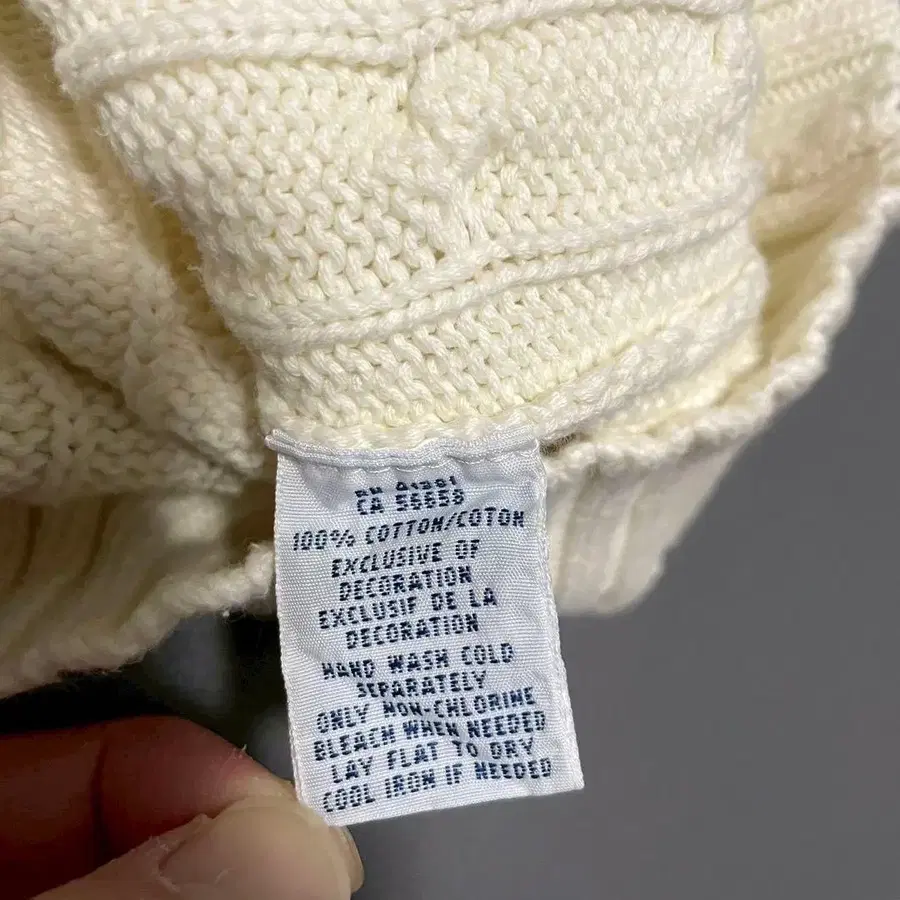 CA 56858
100% COTTON/COTON
EXCLUSIVE OF
DECORATION
EXCLUSIF DE LA
DECORATION
HAND WASH COLD
SEPARATELY
ONLY NON-CHLORINE
BLEACH WHEN NEEDED
LAY FLAT TO DRY
COOL IRON IF NEEDED